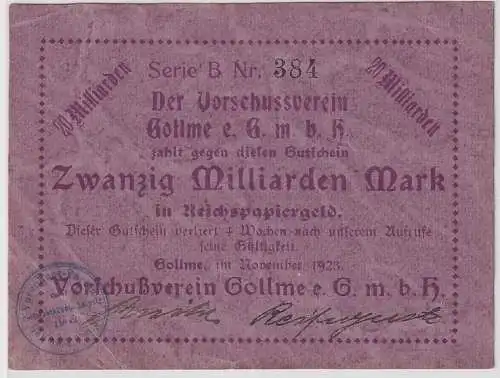 20 Milliarden
Serie B Nr. 384
20 Milliarden
Der Vorschussverein
Gollme e. G. m. b. H.
zahlt gegen diesen Gutschein
Zwanzig Milliarden Mark
in Reichspapiergeld.
Dieser Gutschein verliert 4 Wochen nach unserem Aufrufe
seine Gültigkeit.
Gollme, im November 1923.
Vorschußverein Gollme e. G. m. b. H.